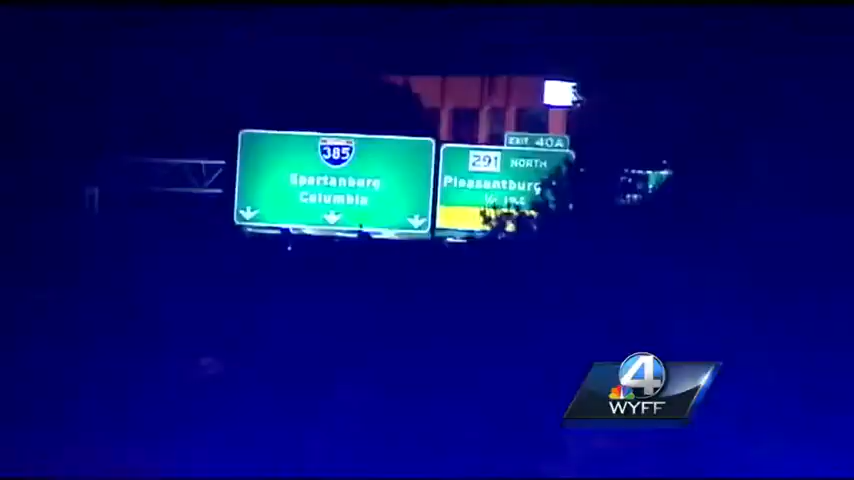 385
Spartanburg
Columbia
EXIT 40A
291 NORTH
Pleasantburg
4
WYFF